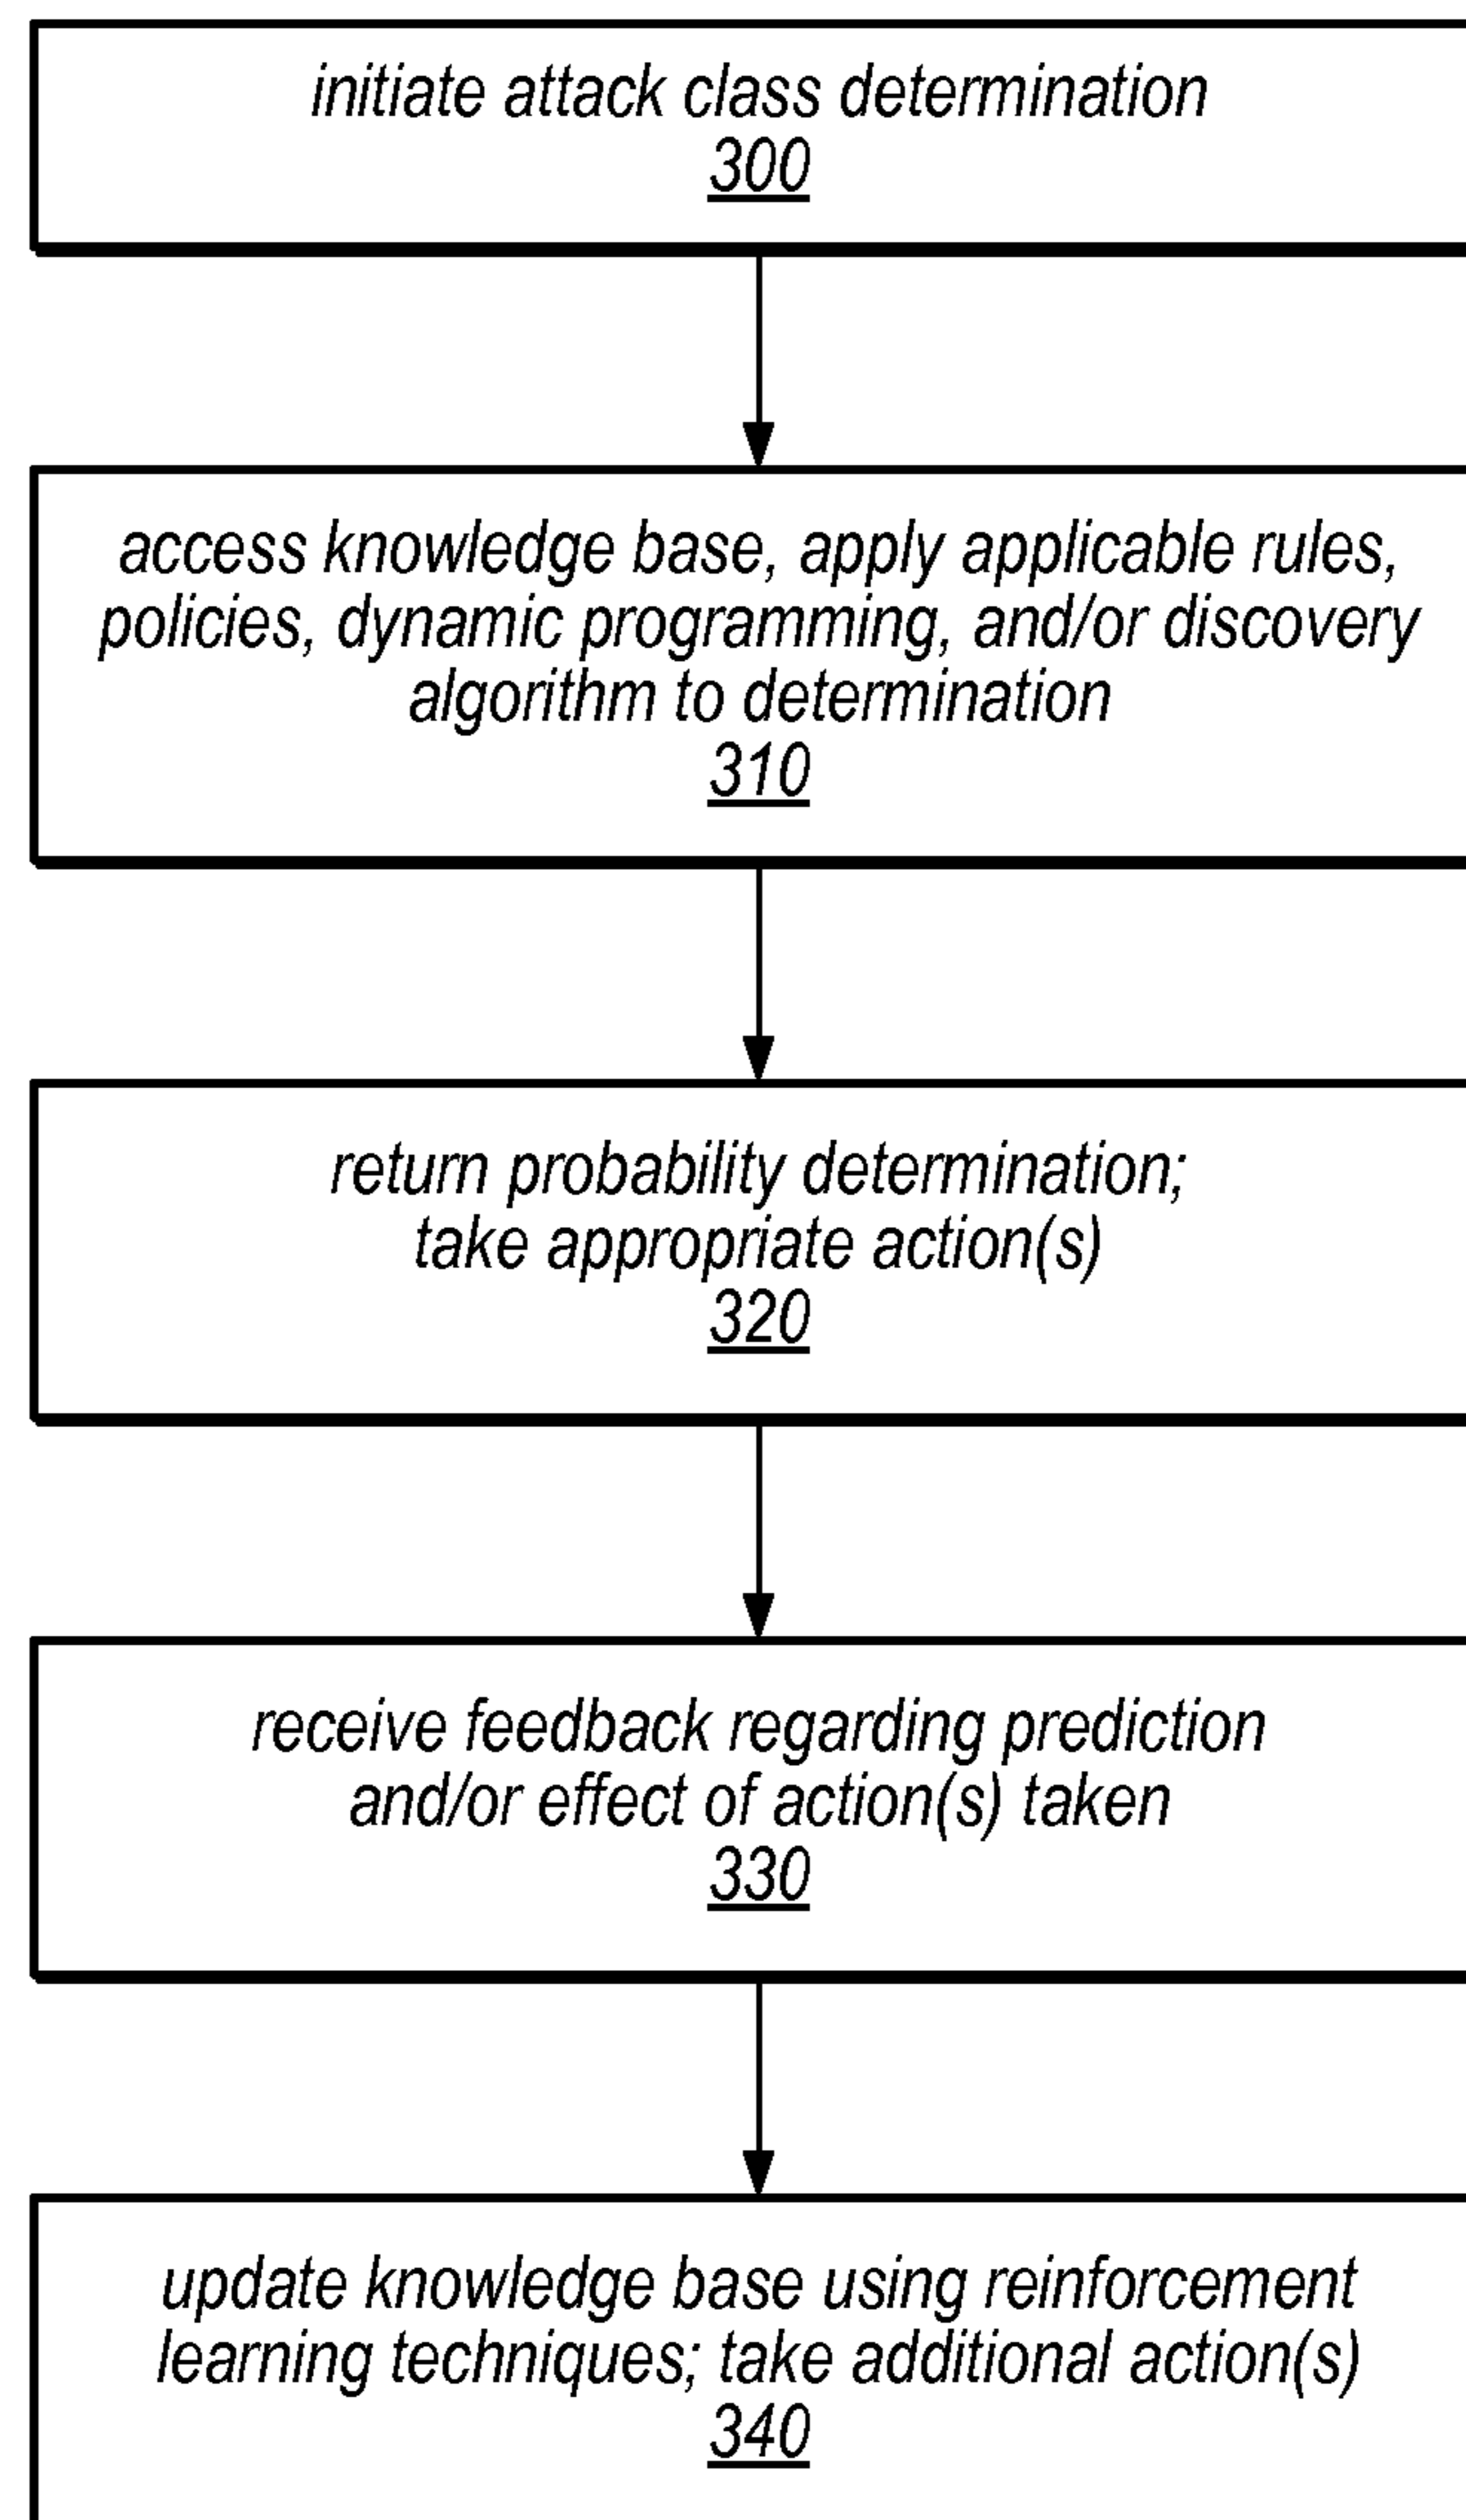 initiate attack class determination
300
access knowledge base, apply applicable rules,
policies, dynamic programming, and/or discovery
algorithm to determination
310
return probability determination;
take appropriate action(s)
320
receive feedback regarding prediction
and/or effect of action(s) taken
330
update knowledge base using reinforcement
learning techniques; take additional action(s)
340